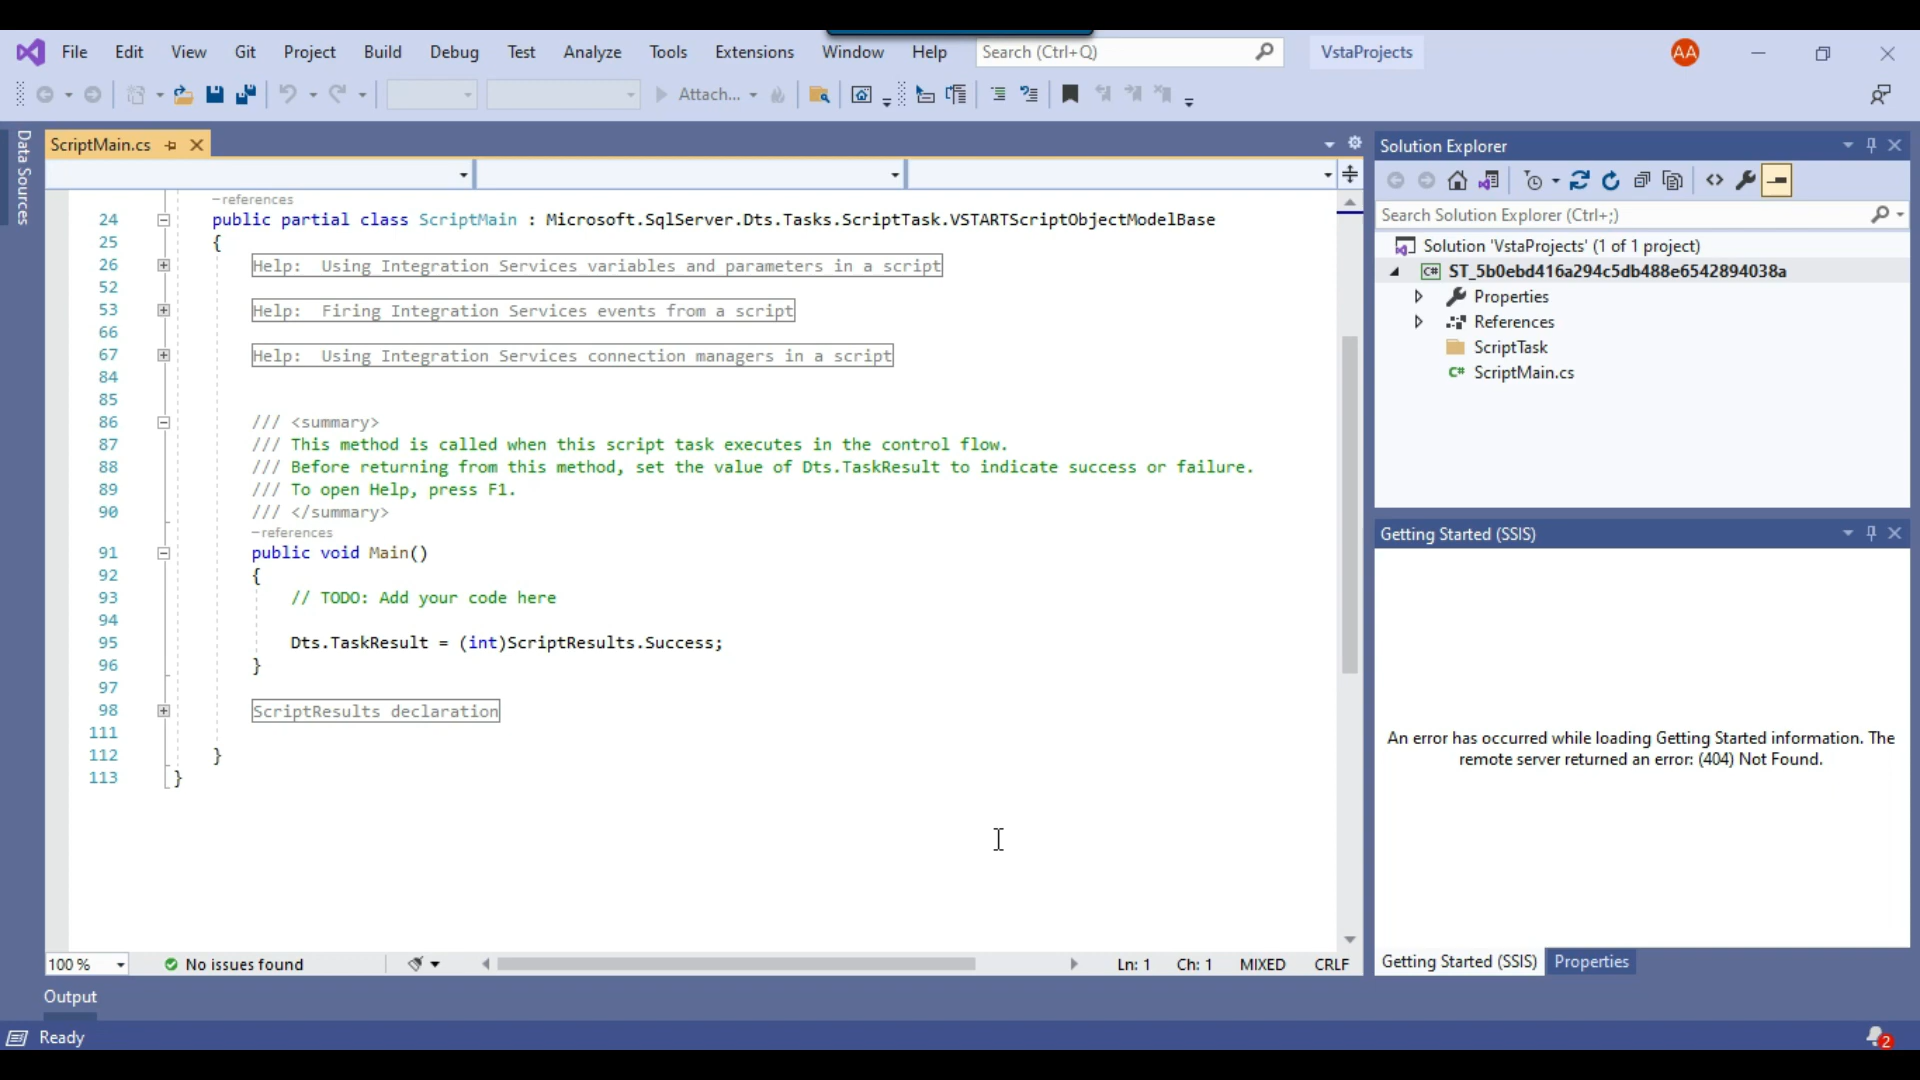 File Edit View Git Project Build Debug Test Analyze Tools Extensions Window Help Search (Ctrl+Q) VstaProjects AA
Attach...
Data Sources
ScriptMain.cs
references
24 public partial class ScriptMain : Microsoft.SqlServer.Dts.Tasks.ScriptTask.VSTARTScriptObjectModelBase
25 {
26 Help: Using Integration Services variables and parameters in a script
52
53 Help: Firing Integration Services events from a script
66
67 Help: Using Integration Services connection managers in a script
84
85
86 /// <summary>
87 /// This method is called when this script task executes in the control flow.
88 /// Before returning from this method, set the value of Dts.TaskResult to indicate success or failure.
89 /// To open Help, press F1.
90 /// </summary>
references
91 public void Main()
92 {
93 // TODO: Add your code here
94
95 Dts.TaskResult = (int)ScriptResults.Success;
96 }
97
98 ScriptResults declaration
111
112 }
113 }
100 % No issues found Ln: 1 Ch: 1 MIXED CRLF
Output
Ready
Solution Explorer
Search Solution Explorer (Ctrl+;)
Solution 'VstaProjects' (1 of 1 project)
C# ST_5b0ebd416a294c5db488e6542894038a
Properties
References
ScriptTask
C# ScriptMain.cs
Getting Started (SSIS)
An error has occurred while loading Getting Started information. The
remote server returned an error: (404) Not Found.
Getting Started (SSIS) Properties
2